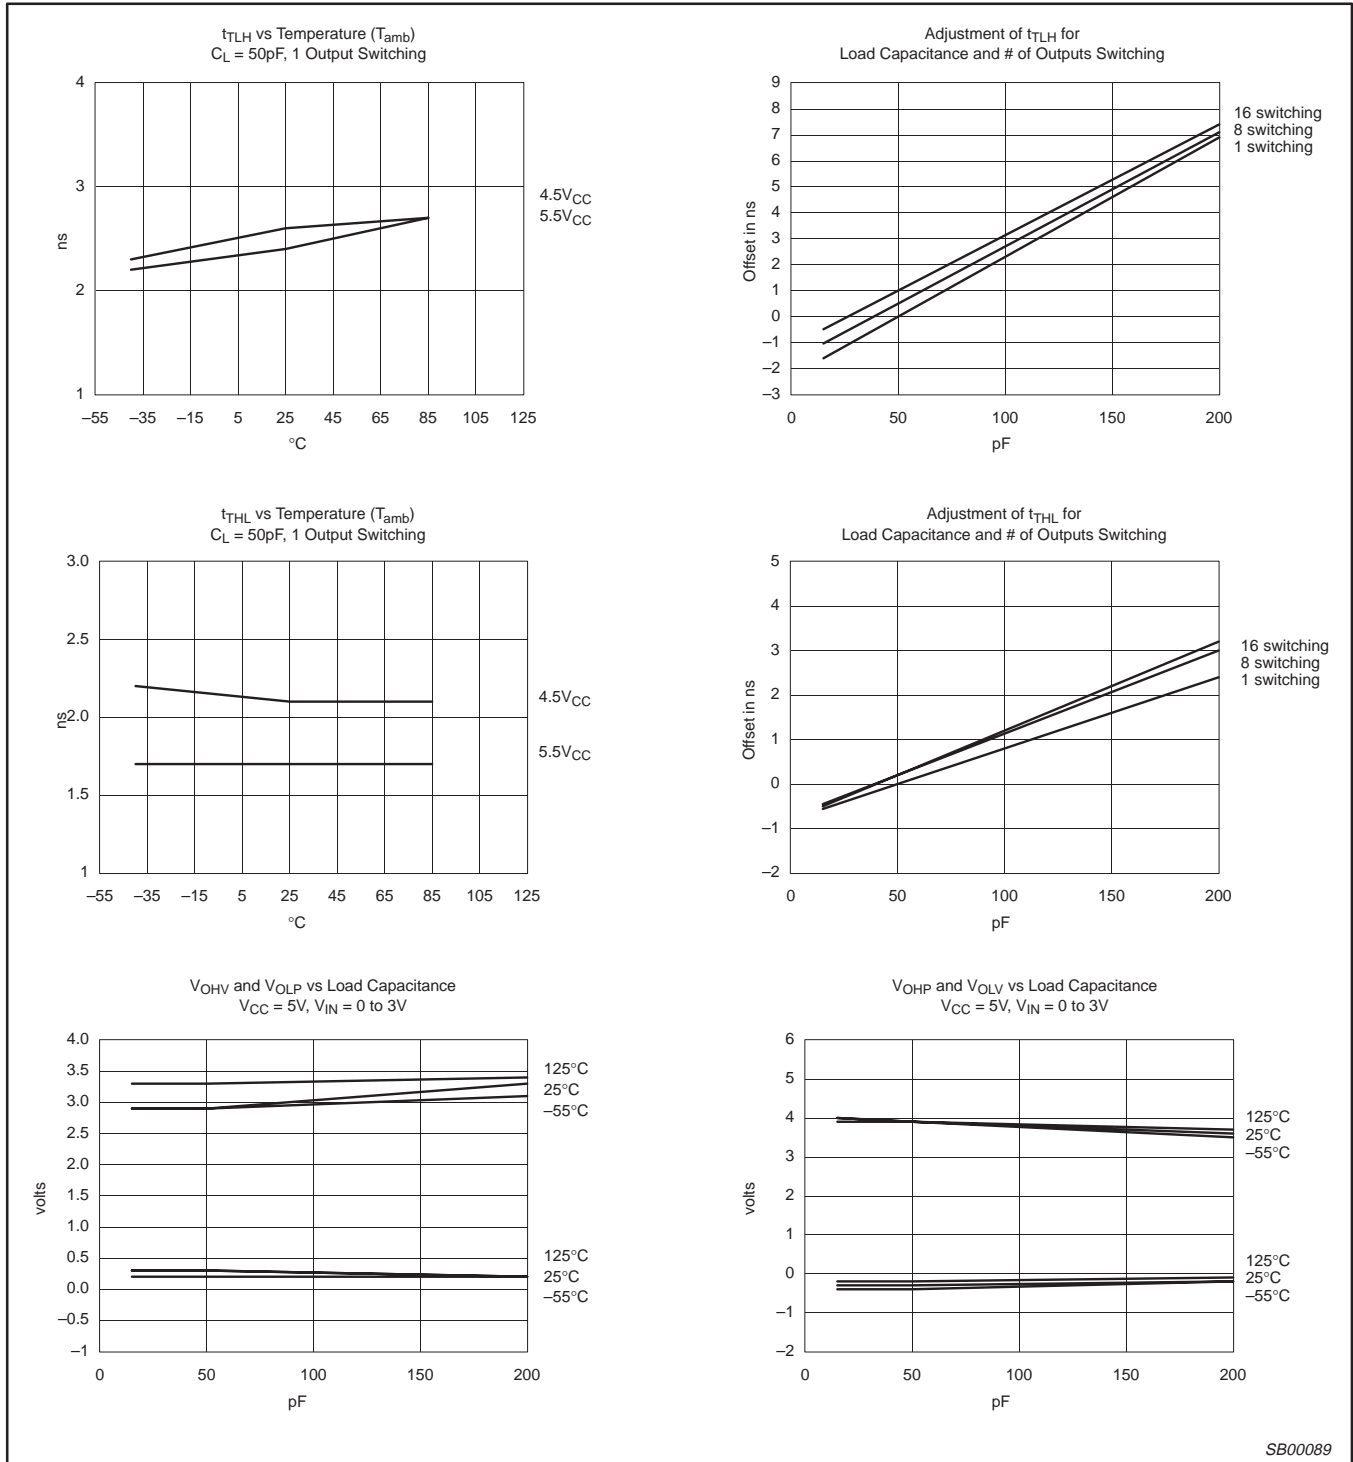 tTLH vs Temperature (Tamb)
CL = 50pF, 1 Output Switching
4
3
2
1
ns
4.5VCC
5.5VCC
–55 –35 –15 5 25 45 65 85 105 125
°C
Adjustment of tTLH for
Load Capacitance and # of Outputs Switching
9
8
7
6
5
4
3
2
1
0
–1
–2
–3
Offset in ns
16 switching
8 switching
1 switching
0 50 100 150 200
pF
tTHL vs Temperature (Tamb)
CL = 50pF, 1 Output Switching
3.0
2.5
2.0
1.5
1
ns
4.5VCC
5.5VCC
–55 –35 –15 5 25 45 65 85 105 125
°C
Adjustment of tTHL for
Load Capacitance and # of Outputs Switching
5
4
3
2
1
0
–1
–2
Offset in ns
16 switching
8 switching
1 switching
0 50 100 150 200
pF
VOHV and VOLP vs Load Capacitance
VCC = 5V, VIN = 0 to 3V
4.0
3.5
3.0
2.5
2.0
1.5
1.0
0.5
0.0
–0.5
–1
volts
125°C
25°C
–55°C
125°C
25°C
–55°C
0 50 100 150 200
pF
VOHP and VOLV vs Load Capacitance
VCC = 5V, VIN = 0 to 3V
6
5
4
3
2
1
0
–1
–2
volts
125°C
25°C
–55°C
125°C
25°C
–55°C
0 50 100 150 200
pF
SB00089